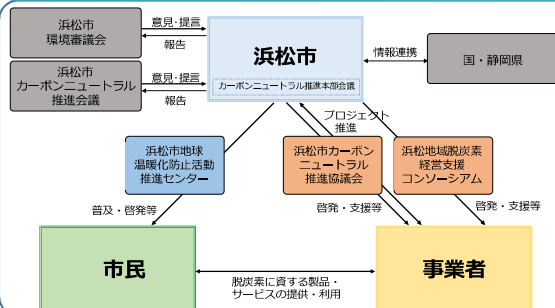 浜松市
環境審議会
意見・提言
報告
浜松市
カーボンニュートラル
推進会議
意見・提言
報告
浜松市
カーボンニュートラル推進本部会議
情報連携
国・静岡県
プロジェクト
推進
浜松市地球
温暖化防止活動
推進センター
浜松市カーボン
ニュートラル
推進協議会
浜松地域脱炭素
経営支援
コンソーシアム
普及・啓発等
啓発・支援等
啓発・支援等
市民
脱炭素に資する製品・
サービスの提供・利用
事業者